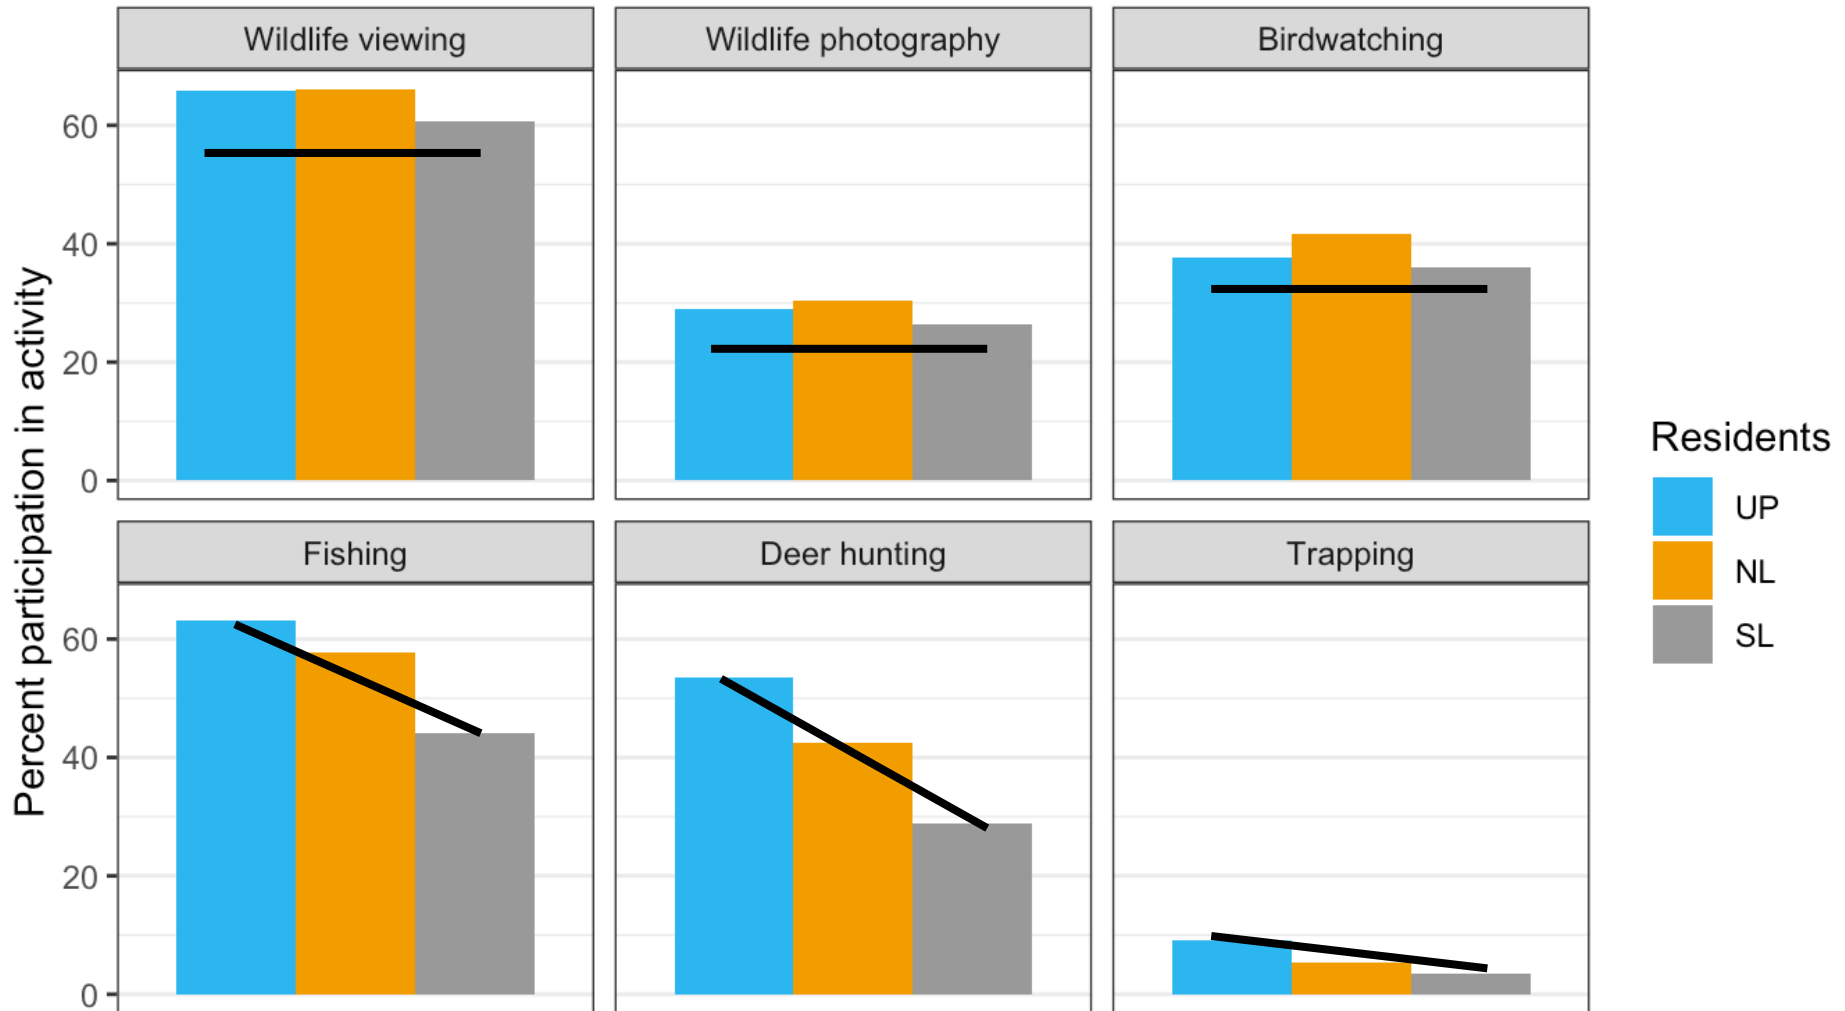 Wildlife viewing
Wildlife photography
Birdwatching
60
40
20
0
Percent participation in activity
Fishing
Deer hunting
Trapping
60
40
20
0
Residents
UP
NL
SL